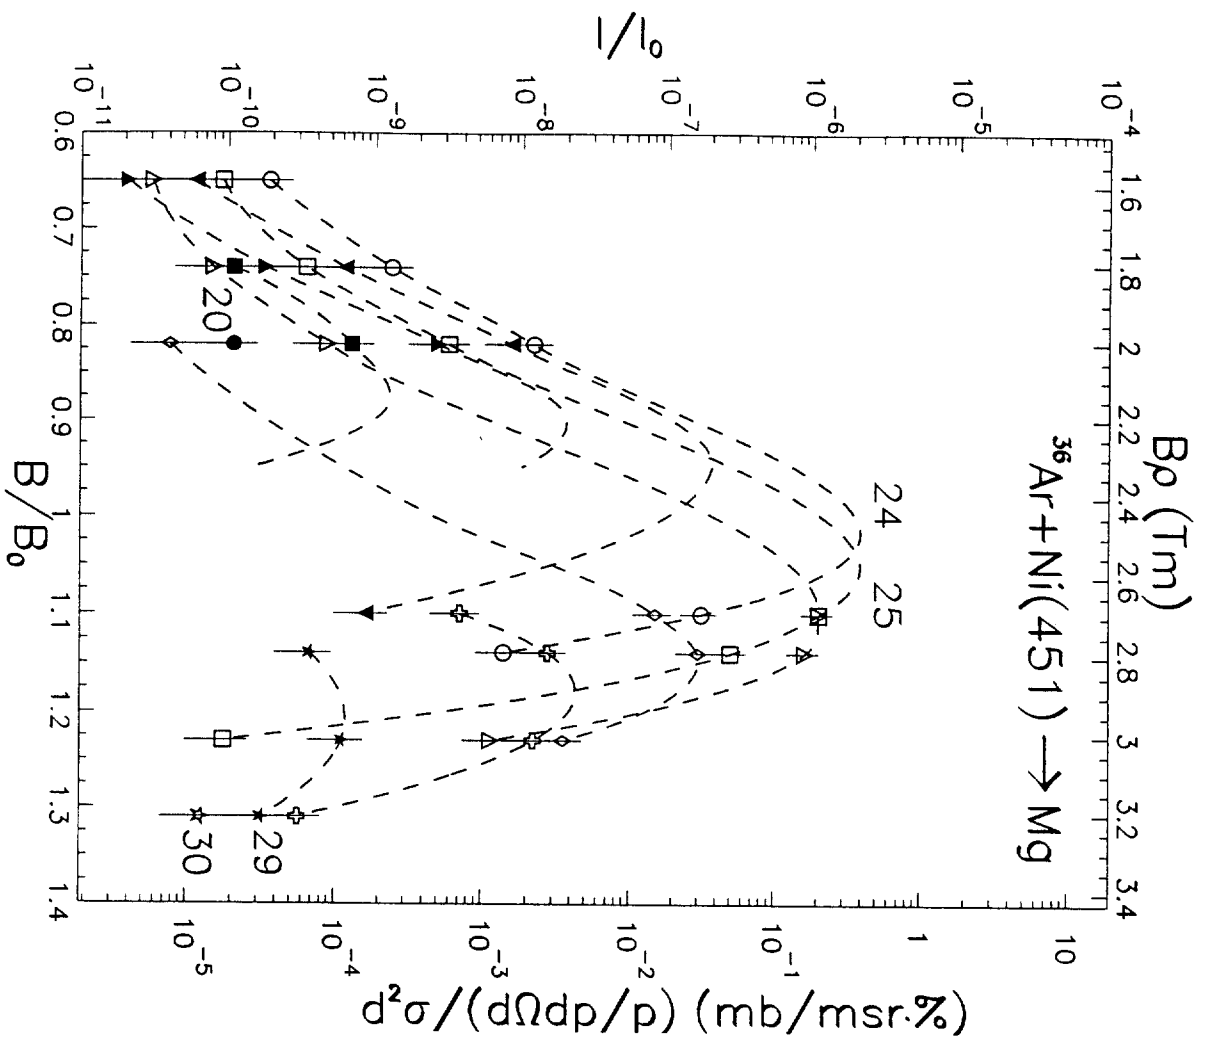 Bρ (Tm)
1.6 1.8 2 2.2 2.4 2.6 2.8 3 3.2 3.4
³⁶Ar+Ni(451) → Mg
I/I₀
10⁻⁴
10⁻⁵
10⁻⁶
10⁻⁷
10⁻⁸
10⁻⁹
10⁻¹⁰
10⁻¹¹
24
25
20
29
30
10
1
10⁻¹
10⁻²
10⁻³
10⁻⁴
10⁻⁵
d²σ/(dΩdp/p) (mb/msr·%)
0.6 0.7 0.8 0.9 1 1.1 1.2 1.3 1.4
B/B₀